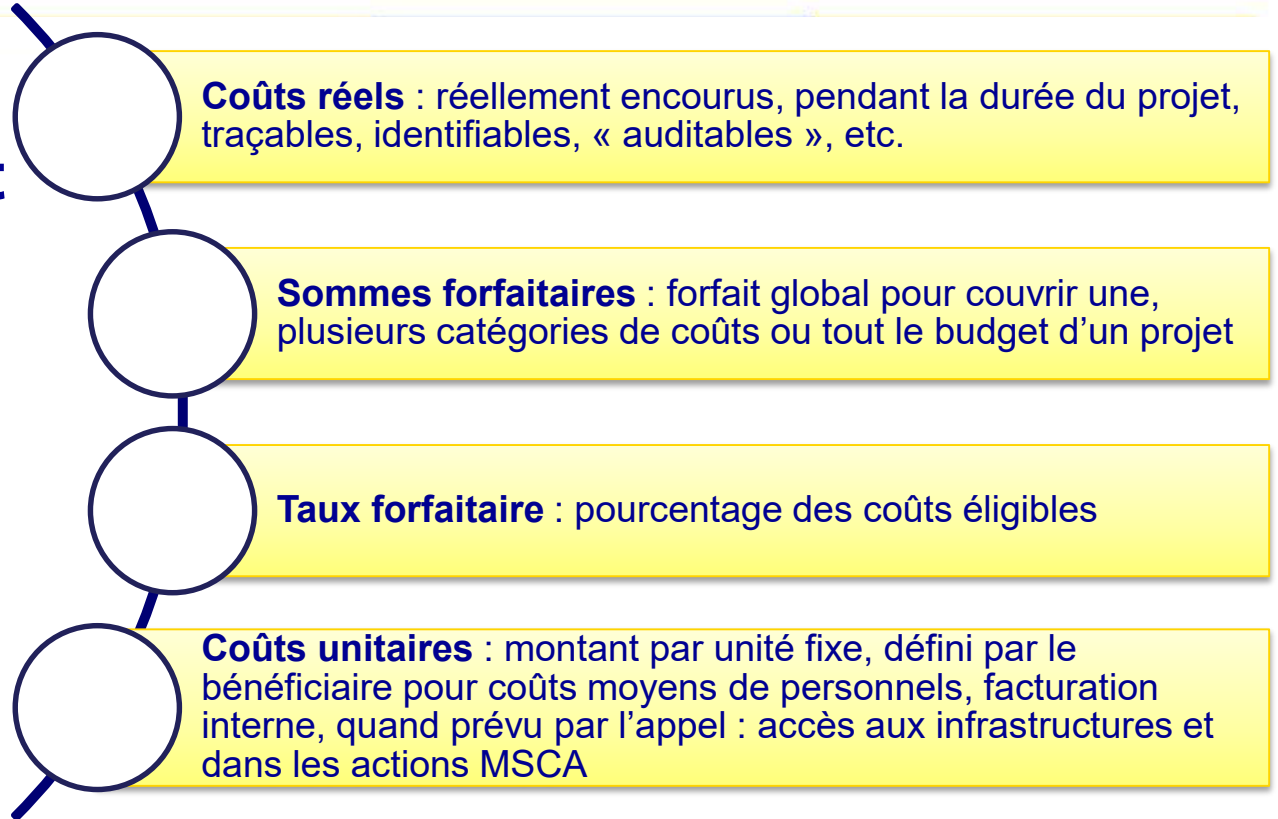 Coûts réels : réellement encourus, pendant la durée du projet,
traçables, identifiables, « auditables », etc.
t
Sommes forfaitaires : forfait global pour couvrir une,
plusieurs catégories de coûts ou tout le budget d’un projet
Taux forfaitaire : pourcentage des coûts éligibles
Coûts unitaires : montant par unité fixe, défini par le
bénéficiaire pour coûts moyens de personnels, facturation
interne, quand prévu par l’appel : accès aux infrastructures et
dans les actions MSCA